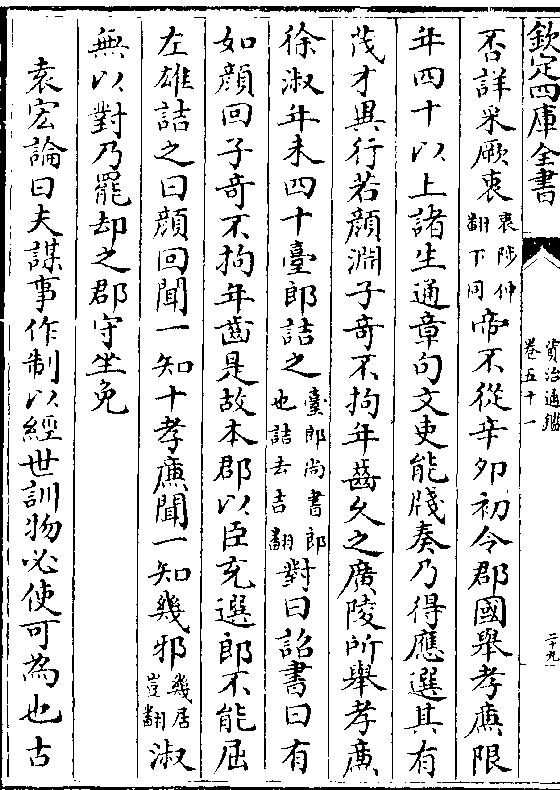 欽定四庫全書
資治通鑑
卷五十一
二十九
否詳采厥衷衷陟仲翻下同帝不從辛卯初令郡國舉孝亷限
年四十以上諸生通章句文吏能牋奏乃得應選其有
茂才異行若顔淵子奇不拘年齒久之廣陵所舉孝亷
徐淑年未四十臺郎詰之臺郎尚書郎也詰去吉翻對曰詔書曰有
如顔回子奇不拘年齒是故本郡以臣充選郎不能屈
左雄詰之曰顔回聞一知十孝亷聞一知幾邪幾居豈翻淑
無以對乃罷却之郡守坐免
袁宏論曰夫謀事作制以經世訓物必使可為也古